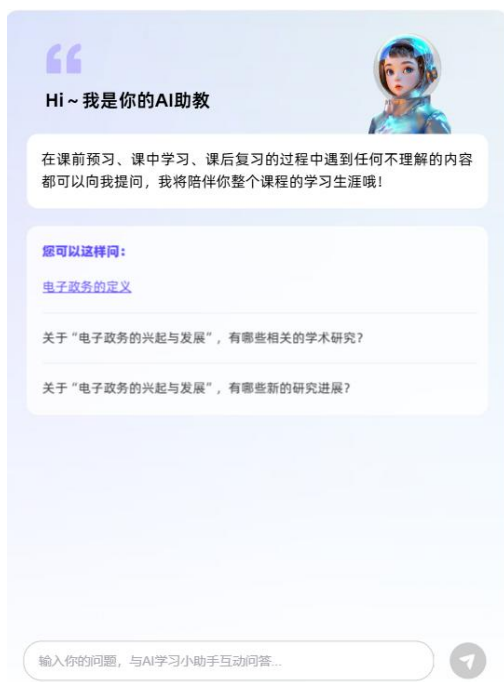 Hi~我是你的AI助教
在课前预习、课中学习、课后复习的过程中遇到任何不理解的内容
都可以向我提问，我将陪伴你整个课程的学习生涯哦！
您可以这样问：
电子政务的定义
关于“电子政务的兴起与发展”，有哪些相关的学术研究?
关于“电子政务的兴起与发展”，有哪些新的研究进展?
输入你的问题，与AI学习小助手互动问答...